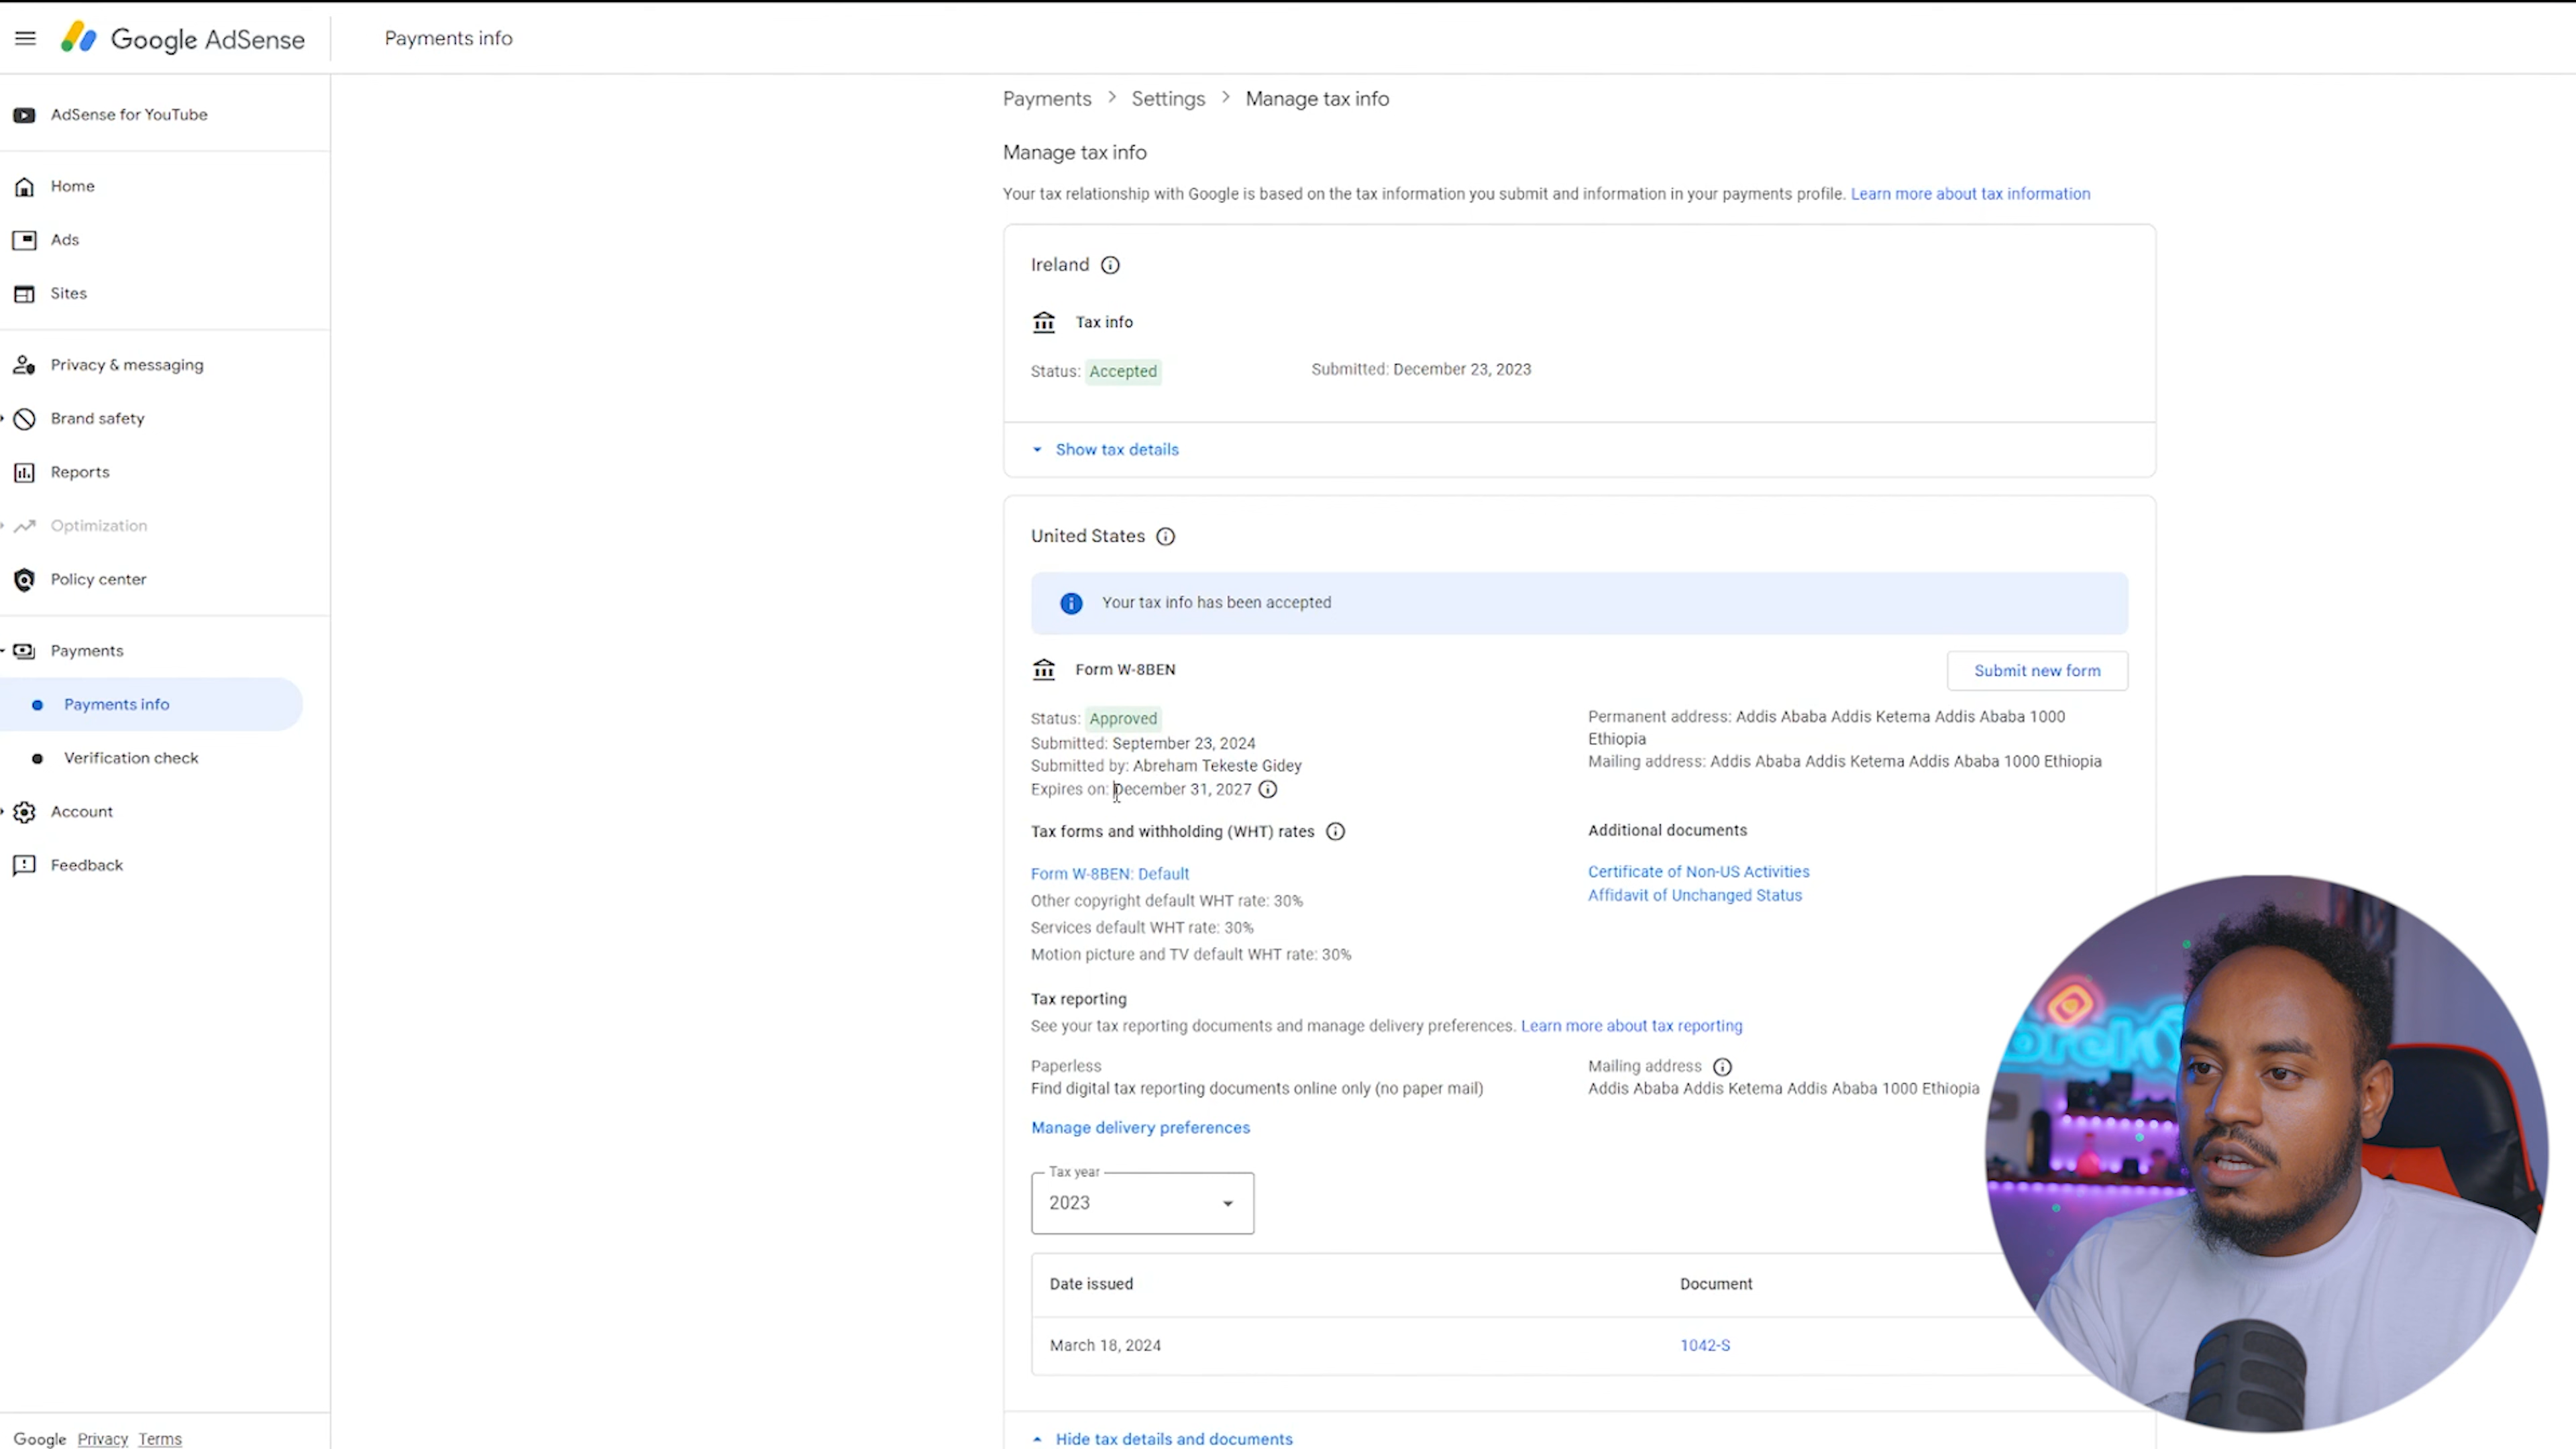 Google AdSense
Payments info
AdSense for YouTube
Home
Ads
Sites
Privacy & messaging
Brand safety
Reports
Optimization
Policy center
Payments
Payments info
Verification check
Account
Feedback
Google Privacy Terms
Payments > Settings > Manage tax info
Manage tax info
Your tax relationship with Google is based on the tax information you submit and information in your payments profile. Learn more about tax information
Ireland
Tax info
Status: Accepted
Submitted: December 23, 2023
Show tax details
United States
Your tax info has been accepted
Form W-8BEN
Submit new form
Status: Approved
Submitted: September 23, 2024
Submitted by: Abreham Tekeste Gidey
Expires on: December 31, 2027
Permanent address: Addis Ababa Addis Ketema Addis Ababa 1000
Ethiopia
Mailing address: Addis Ababa Addis Ketema Addis Ababa 1000 Ethiopia
Tax forms and withholding (WHT) rates
Form W-8BEN: Default
Other copyright default WHT rate: 30%
Services default WHT rate: 30%
Motion picture and TV default WHT rate: 30%
Additional documents
Certificate of Non-US Activities
Affidavit of Unchanged Status
Tax reporting
See your tax reporting documents and manage delivery preferences. Learn more about tax reporting
Paperless
Find digital tax reporting documents online only (no paper mail)
Mailing address
Addis Ababa Addis Ketema Addis Ababa 1000 Ethiopia
Manage delivery preferences
Tax year
2023
Date issued
Document
March 18, 2024
1042-S
Hide tax details and documents